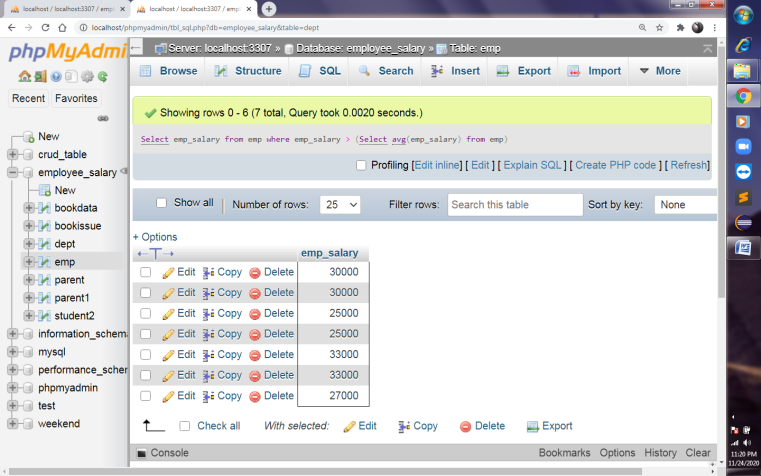 localhost / localhost:3307 / emp
localhost / localhost:3307 / emp
localhost/phpmyadmin/tbl_sql.php?db=employee_salary&table=dept
phpMyAdmi
Server: localhost:3307 » Database: employee_salary » Table: emp
Browse Structure SQL Search Insert Export Import More
Recent Favorites
New
crud_table
employee_salary
New
bookdata
bookissue
dept
emp
parent
parent1
student2
information_schema
mysql
performance_schem
phpmyadmin
test
weekend
Showing rows 0 - 6 (7 total, Query took 0.0020 seconds.)
Select emp_salary from emp where emp_salary > (Select avg(emp_salary) from emp)
Profiling [Edit inline] [ Edit ] [ Explain SQL ] [ Create PHP code ] [ Refresh]
Show all Number of rows: 25 Filter rows: Search this table Sort by key: None
+ Options
←T→ emp_salary
Edit Copy Delete 30000
Edit Copy Delete 30000
Edit Copy Delete 25000
Edit Copy Delete 25000
Edit Copy Delete 33000
Edit Copy Delete 33000
Edit Copy Delete 27000
Check all With selected: Edit Copy Delete Export
Console Bookmarks Options History Clear
11:20 PM
11/24/2020